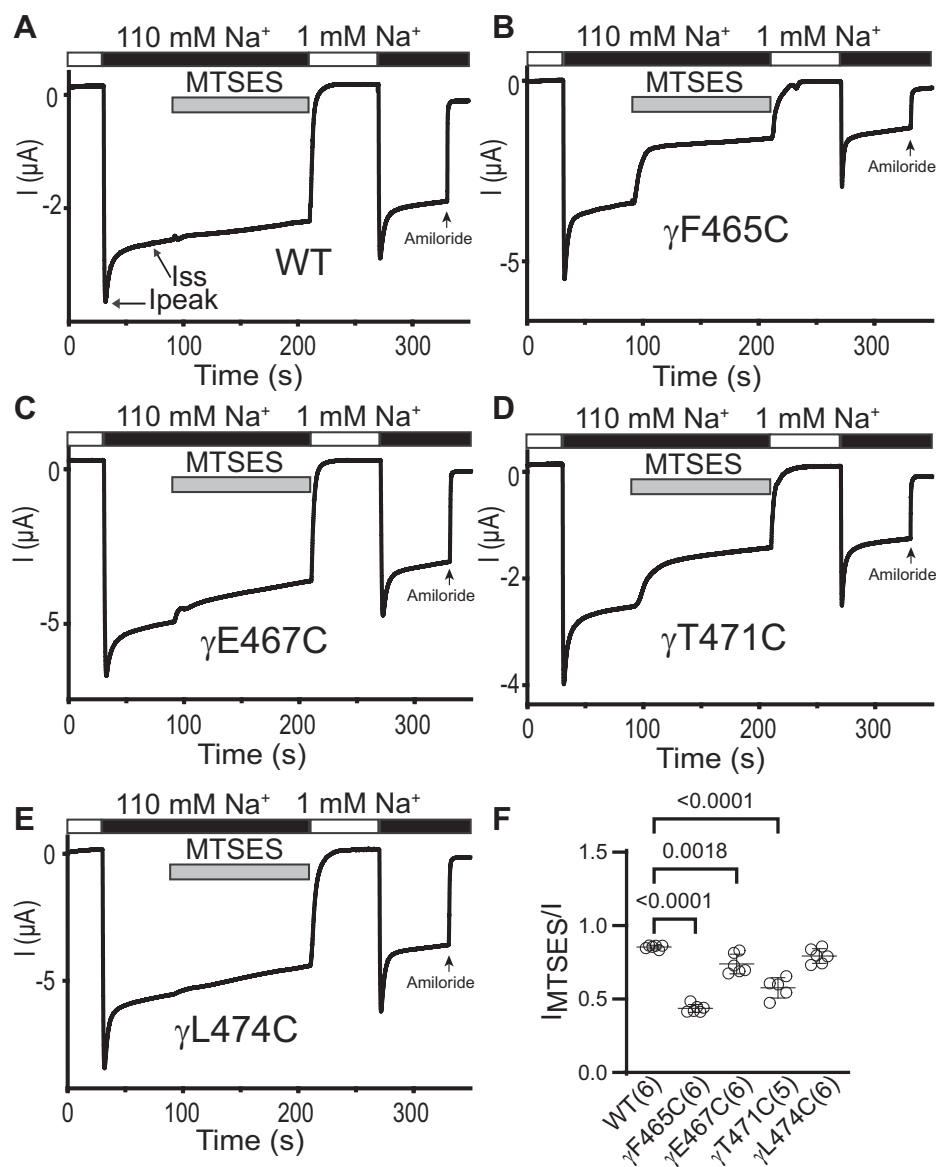 A
110 mM Na⁺ 1 mM Na⁺
MTSES
0
-2
I (µA)
Amiloride
WT
Iss
Ipeak
0 100 200 300
Time (s)
B
110 mM Na⁺ 1 mM Na⁺
MTSES
0
-5
I (µA)
Amiloride
γF465C
0 100 200 300
Time (s)
C
110 mM Na⁺ 1 mM Na⁺
MTSES
0
-5
I (µA)
Amiloride
γE467C
0 100 200 300
Time (s)
D
110 mM Na⁺ 1 mM Na⁺
MTSES
0
-2
-4
I (µA)
Amiloride
γT471C
0 100 200 300
Time (s)
E
110 mM Na⁺ 1 mM Na⁺
MTSES
0
-5
I (µA)
Amiloride
γL474C
0 100 200 300
Time (s)
F
<0.0001
0.0018
<0.0001
1.5
1.0
0.5
0.0
IMTSES/I
WT(6)
γF465C(6)
γE467C(6)
γT471C(5)
γL474C(6)